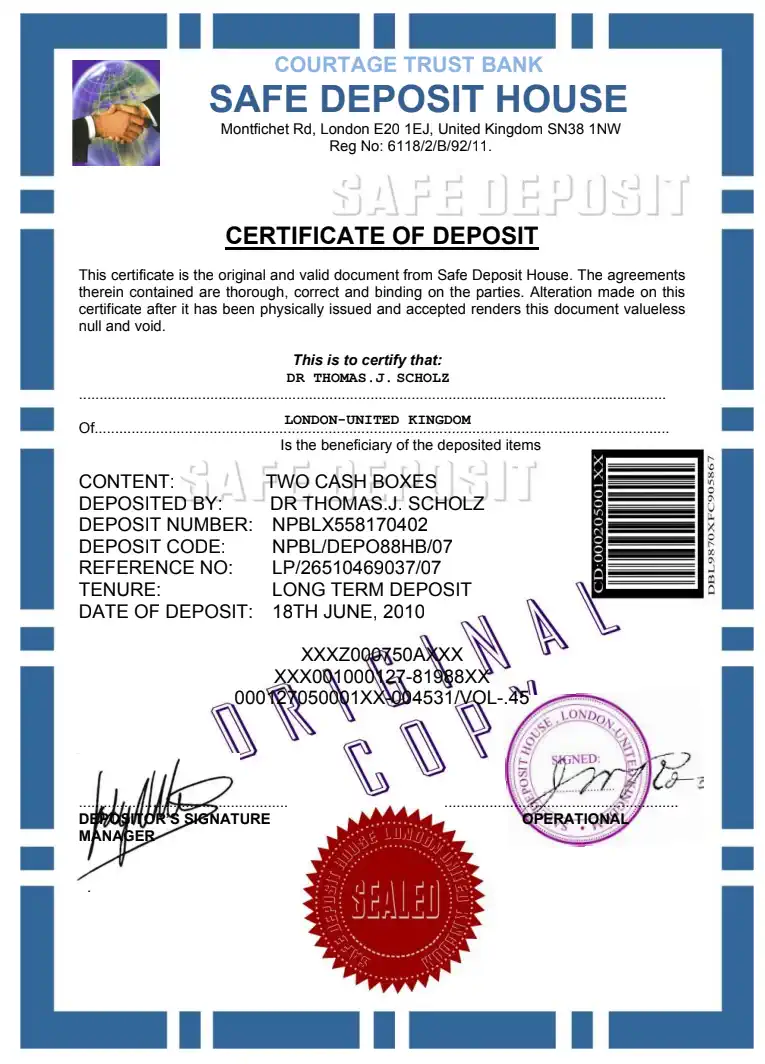 COURTAGE TRUST BANK
SAFE DEPOSIT HOUSE
Montfichet Rd, London E20 1EJ, United Kingdom SN38 1NW
Reg No: 6118/2/B/92/11.
SAFE DEPOSIT
CERTIFICATE OF DEPOSIT
This certificate is the original and valid document from Safe Deposit House. The agreements
therein contained are thorough, correct and binding on the parties. Alteration made on this
certificate after it has been physically issued and accepted renders this document valueless
null and void.
This is to certify that:
DR THOMAS.J. SCHOLZ
Of LONDON-UNITED KINGDOM
Is the beneficiary of the deposited items
SAFE DEPOSIT
CONTENT: TWO CASH BOXES
DEPOSITED BY: DR THOMAS.J. SCHOLZ
DEPOSIT NUMBER: NPBLX558170402
DEPOSIT CODE: NPBL/DEPO88HB/07
REFERENCE NO: LP/26510469037/07
TENURE: LONG TERM DEPOSIT
DATE OF DEPOSIT: 18TH JUNE, 2010
CD:000205001XX
DBL9870XFC905867
XXXZ000750AXXX
XXX001000127-81988XX
000127050001XX-004531/VOL-.45
ORIGINAL
COPY
SAFE DEPOSIT HOUSE, LONDON-UNITED KINGDOM
SIGNED:
DEPOSITOR'S SIGNATURE
MANAGER
OPERATIONAL
SAFE DEPOSIT HOUSE LONDON UNITED KINGDOM
SEALED